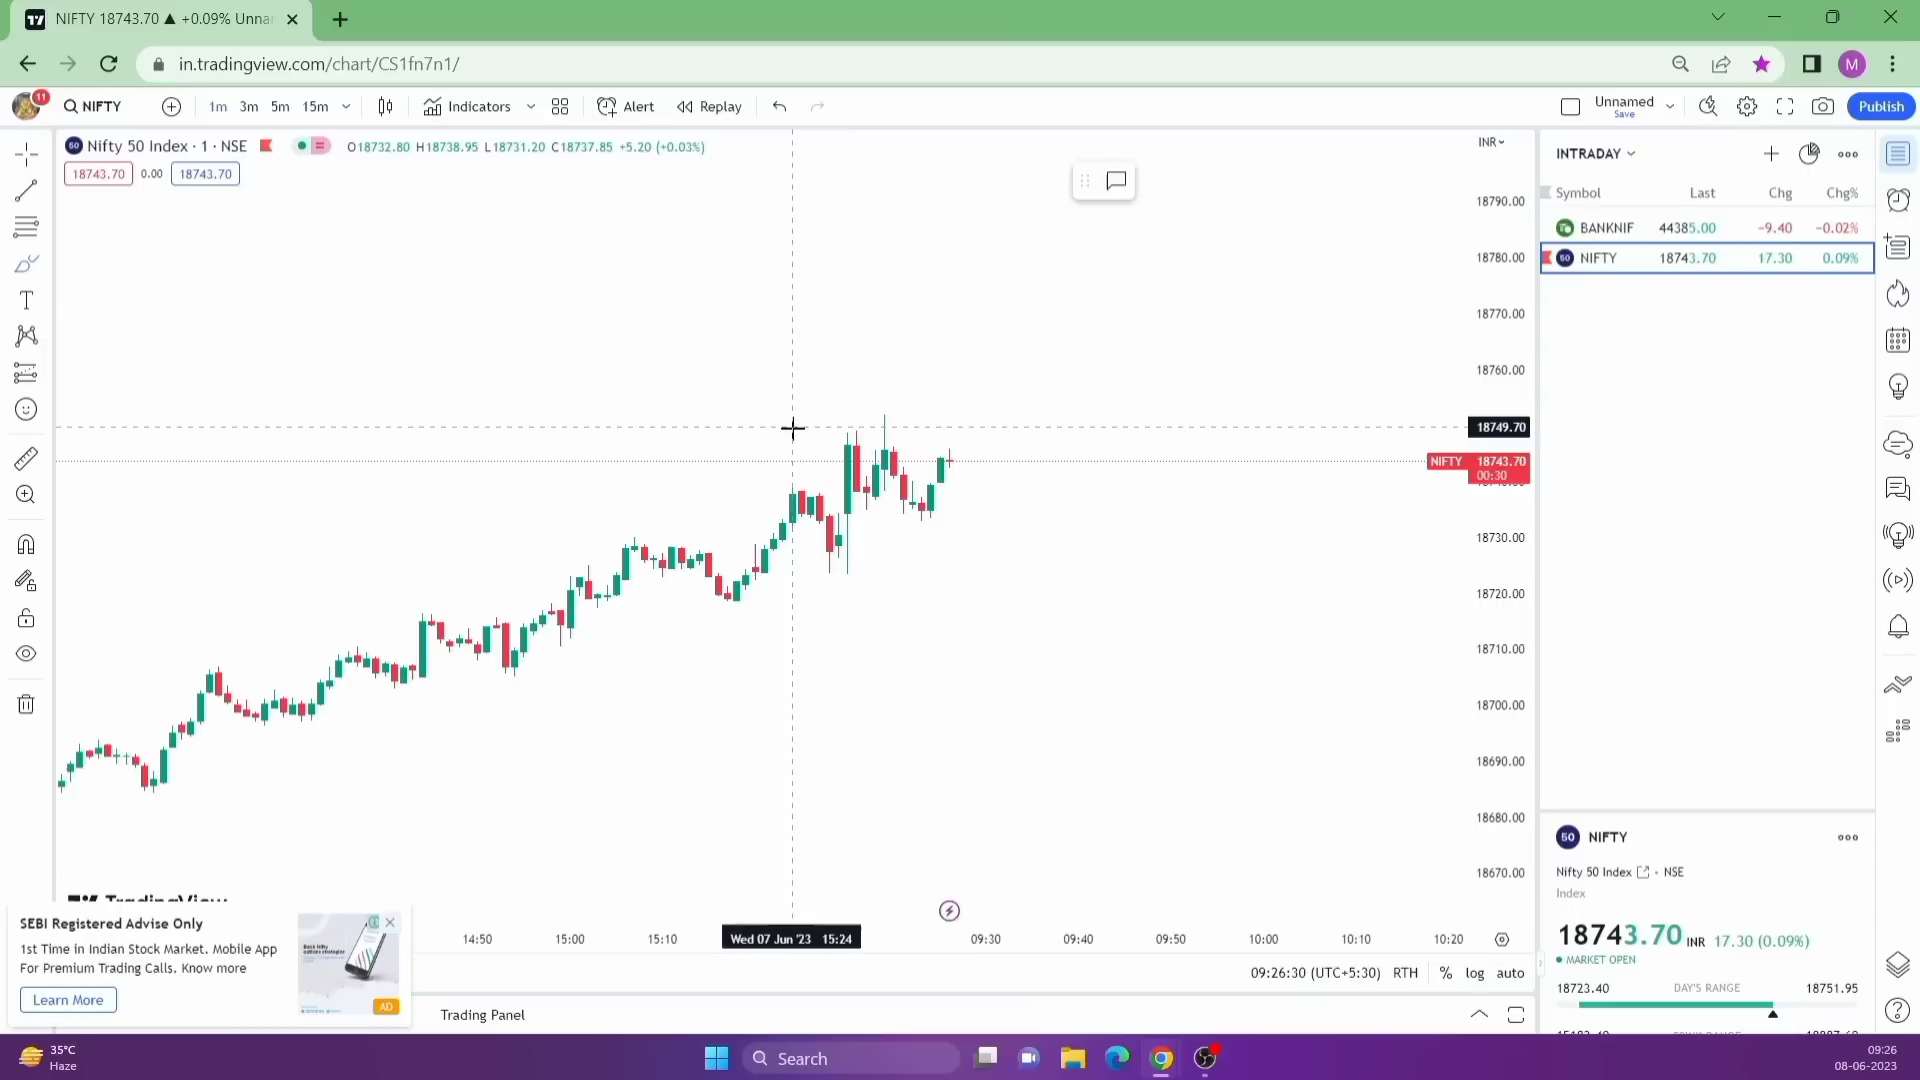 NIFTY 18743.70 ▲ +0.09% Unna
in.tradingview.com/chart/CS1fn7n1/
M
11
NIFTY
1m 3m 5m 15m
Indicators
Alert
Replay
Unnamed
Save
Publish
50 Nifty 50 Index · 1 · NSE
O18732.80 H18738.95 L18731.20 C18737.85 +5.20 (+0.03%)
18743.70 0.00 18743.70
INR
18790.00
18780.00
18770.00
18760.00
18749.70
NIFTY 18743.70
00:30
18730.00
18720.00
18710.00
18700.00
18690.00
18680.00
18670.00
INTRADAY
Symbol Last Chg Chg%
BANKNIF 44385.00 −9.40 −0.02%
50 NIFTY 18743.70 17.30 0.09%
50 NIFTY
Nifty 50 Index · NSE
Index
18743.70 INR 17.30 (0.09%)
MARKET OPEN
18723.40 DAY'S RANGE 18751.95
TradingView
SEBI Registered Advise Only
1st Time in Indian Stock Market. Mobile App
For Premium Trading Calls. Know more
Learn More
AD
14:50 15:00 15:10 Wed 07 Jun '23 15:24 09:30 09:40 09:50 10:00 10:10 10:20
09:26:30 (UTC+5:30) RTH % log auto
Trading Panel
35°C
Haze
Search
09:26
08-06-2023